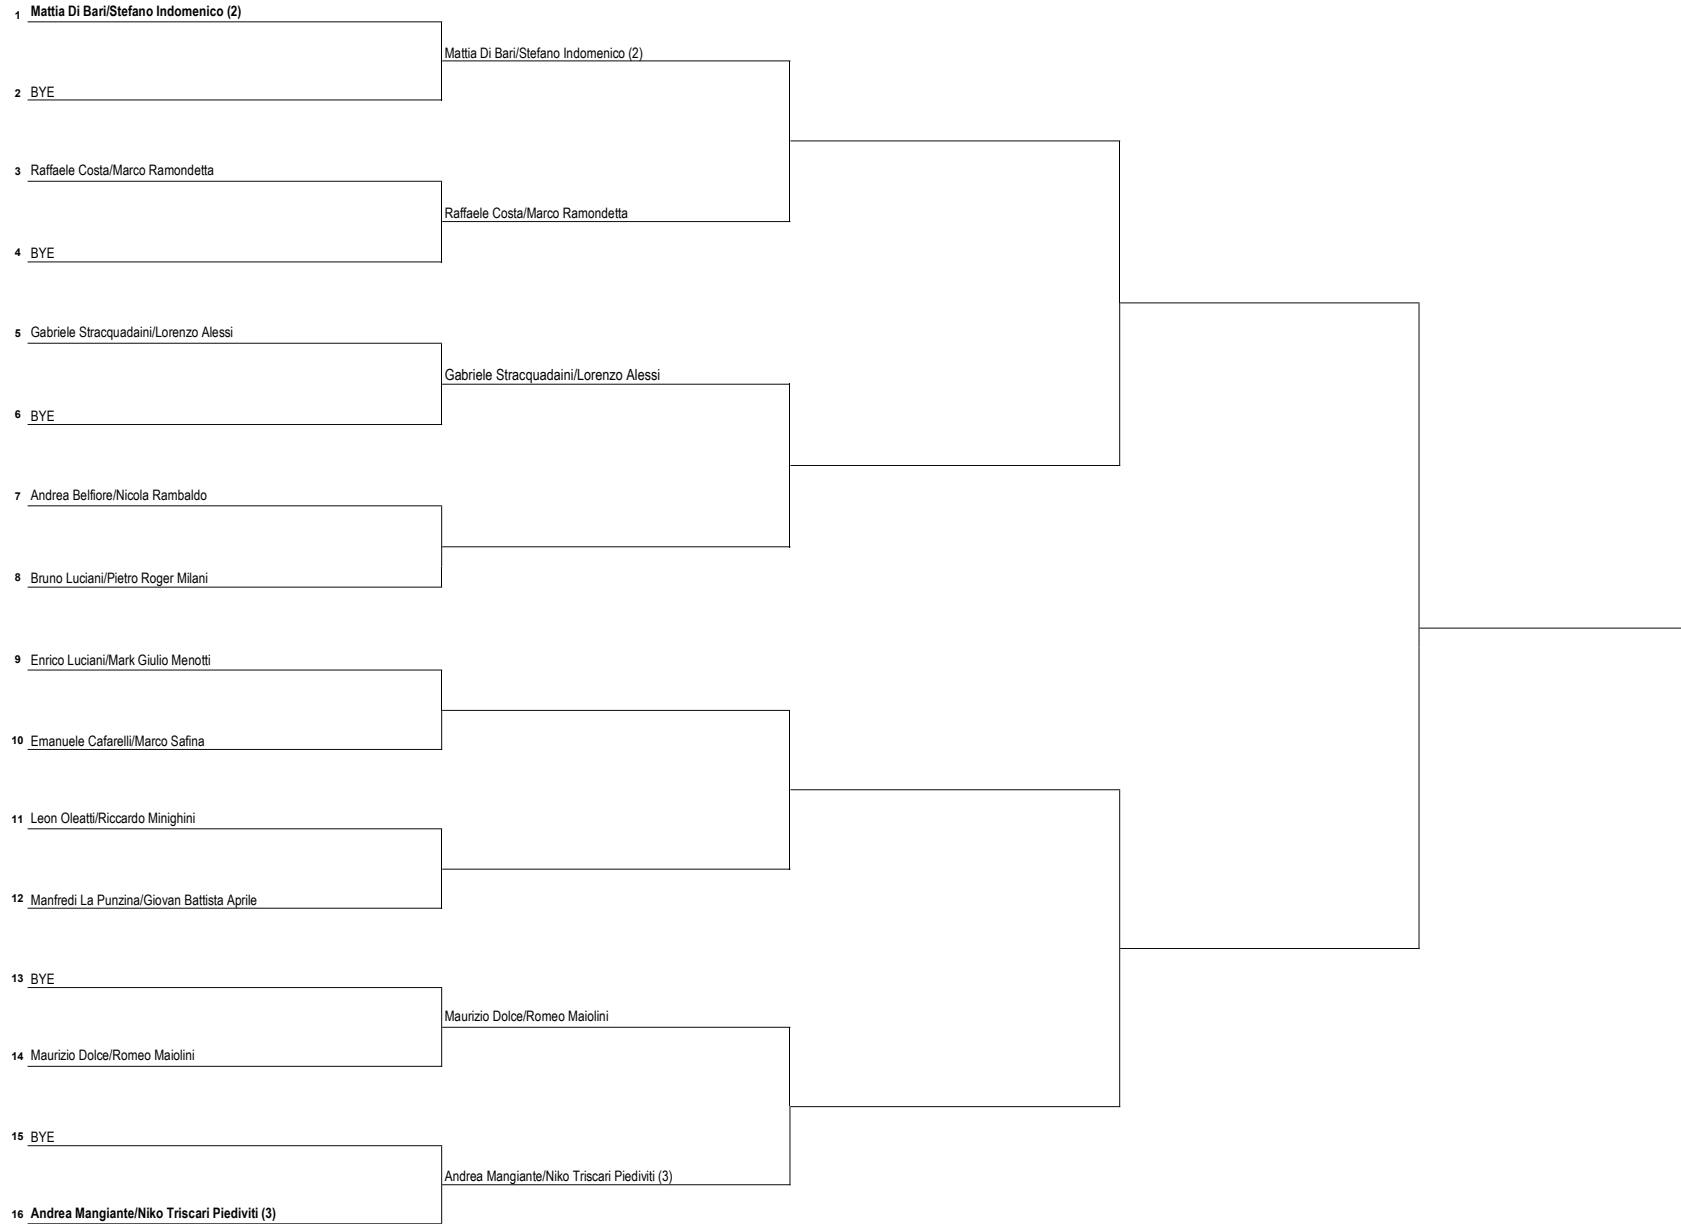 1 Mattia Di Bari/Stefano Indomenico (2)
Mattia Di Bari/Stefano Indomenico (2)
2 BYE
3 Raffaele Costa/Marco Ramondetta
Raffaele Costa/Marco Ramondetta
4 BYE
5 Gabriele Stracquadaini/Lorenzo Alessi
Gabriele Stracquadaini/Lorenzo Alessi
6 BYE
7 Andrea Belfiore/Nicola Rambaldo
8 Bruno Luciani/Pietro Roger Milani
9 Enrico Luciani/Mark Giulio Menotti
10 Emanuele Cafarelli/Marco Safina
11 Leon Oleatti/Riccardo Minighini
12 Manfredi La Punzina/Giovan Battista Aprile
13 BYE
Maurizio Dolce/Romeo Maiolini
14 Maurizio Dolce/Romeo Maiolini
15 BYE
Andrea Mangiante/Niko Triscari Piediviti (3)
16 Andrea Mangiante/Niko Triscari Piediviti (3)